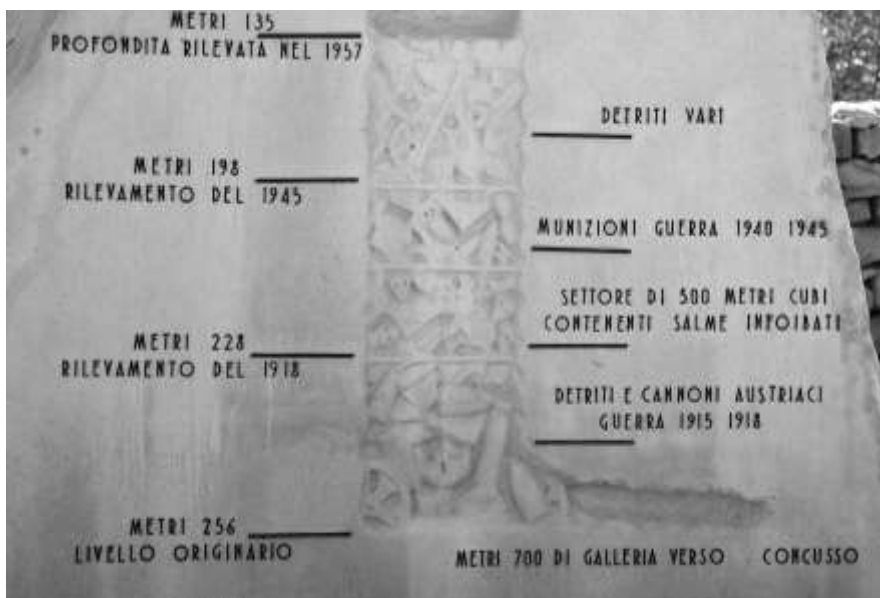 METRI 135
PROFONDITA RILEVATA NEL 1957
DETRITI VARI
METRI 198
RILEVAMENTO DEL 1945
MUNIZIONI GUERRA 1940 1945
SETTORE DI 500 METRI CUBI
CONTENENTI SALME INFOIBATI
METRI 228
RILEVAMENTO DEL 1918
DETRITI E CANNONI AUSTRIACI
GUERRA 1915 1918
METRI 256
LIVELLO ORIGINARIO
METRI 700 DI GALLERIA VERSO CONCUSSO